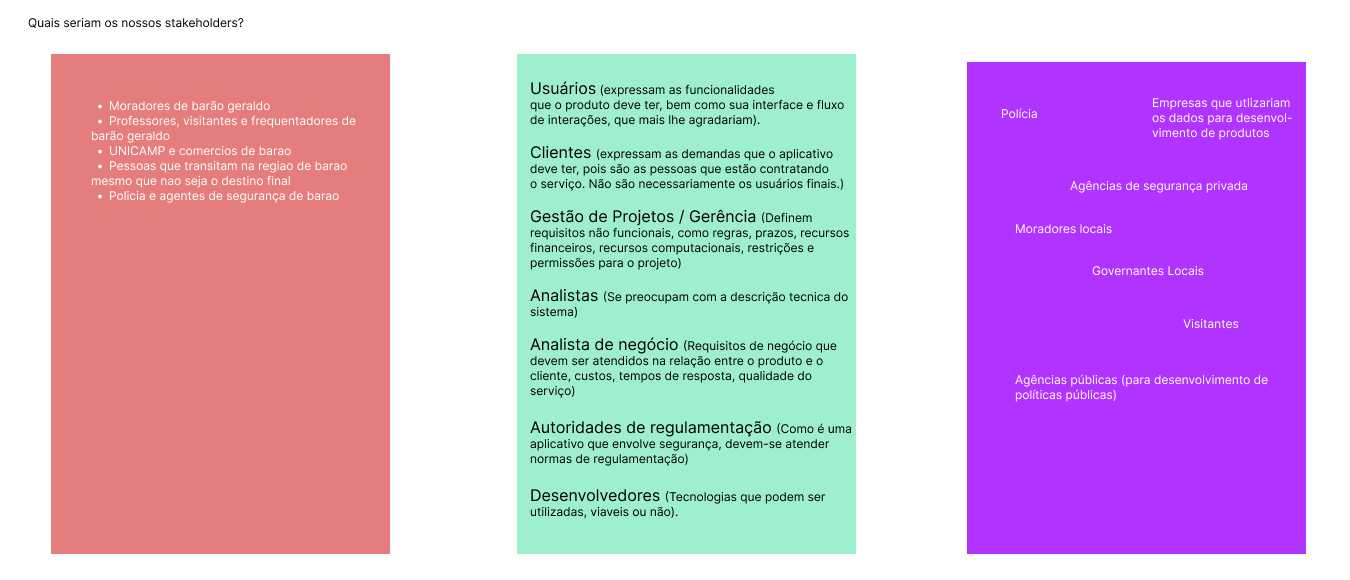 Quais seriam os nossos stakeholders?
• Moradores de barão geraldo
• Professores, visitantes e frequentadores de
barão geraldo
• UNICAMP e comercios de barao
• Pessoas que transitam na regiao de barao
mesmo que nao seja o destino final
• Policia e agentes de segurança de barao
Usuários (expressam as funcionalidades
que o produto deve ter, bem como sua interface e fluxo
de interações, que mais lhe agradariam).
Clientes (expressam as demandas que o aplicativo
deve ter, pois são as pessoas que estão contratando
o serviço. Não são necessariamente os usuários finais.)
Gestão de Projetos / Gerência (Definem
requisitos não funcionais, como regras, prazos, recursos
financeiros, recursos computacionais, restrições e
permissões para o projeto)
Analistas (Se preocupam com a descrição tecnica do
sistema)
Analista de negócio (Requisitos de negócio que
devem ser atendidos na relação entre o produto e o
cliente, custos, tempos de resposta, qualidade do
serviço)
Autoridades de regulamentação (Como é uma
aplicativo que envolve segurança, devem-se atender
normas de regulamentação)
Desenvolvedores (Tecnologias que podem ser
utilizadas, viaveis ou não).
Polícia
Empresas que utlizariam
os dados para desenvol-
vimento de produtos
Agências de segurança privada
Moradores locais
Governantes Locais
Visitantes
Agências públicas (para desenvolvimento de
políticas públicas)